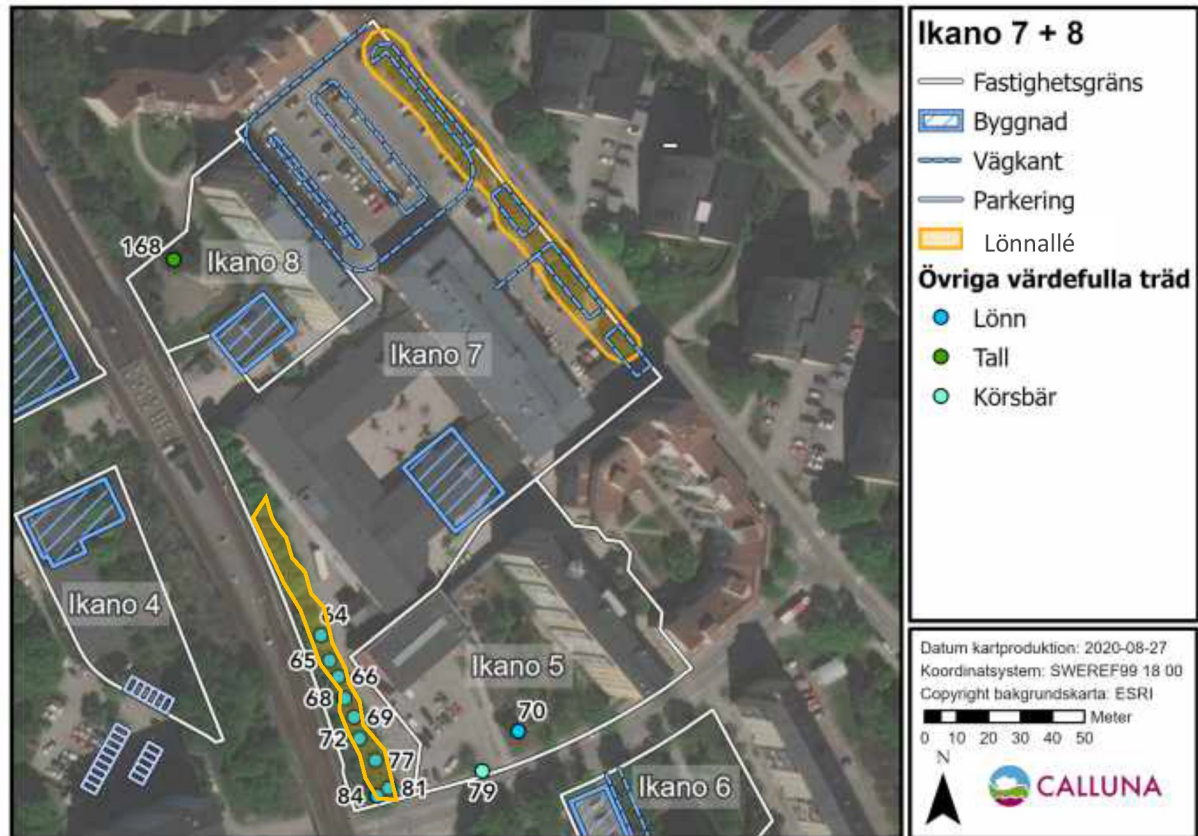 168
Ikano 8
Ikano 7
Ikano 4
64
65
66
68
69
72
77
84
81
79
70
Ikano 5
Ikano 6
Ikano 7 + 8
Fastighetsgräns
Byggnad
Vägkant
Parkering
Lönnallé
Övriga värdefulla träd
Lönn
Tall
Körsbär
Datum kartproduktion: 2020-08-27
Koordinatsystem: SWEREF99 18 00
Copyright bakgrundskarta: ESRI
Meter
0 10 20 30 40 50
N
CALLUNA